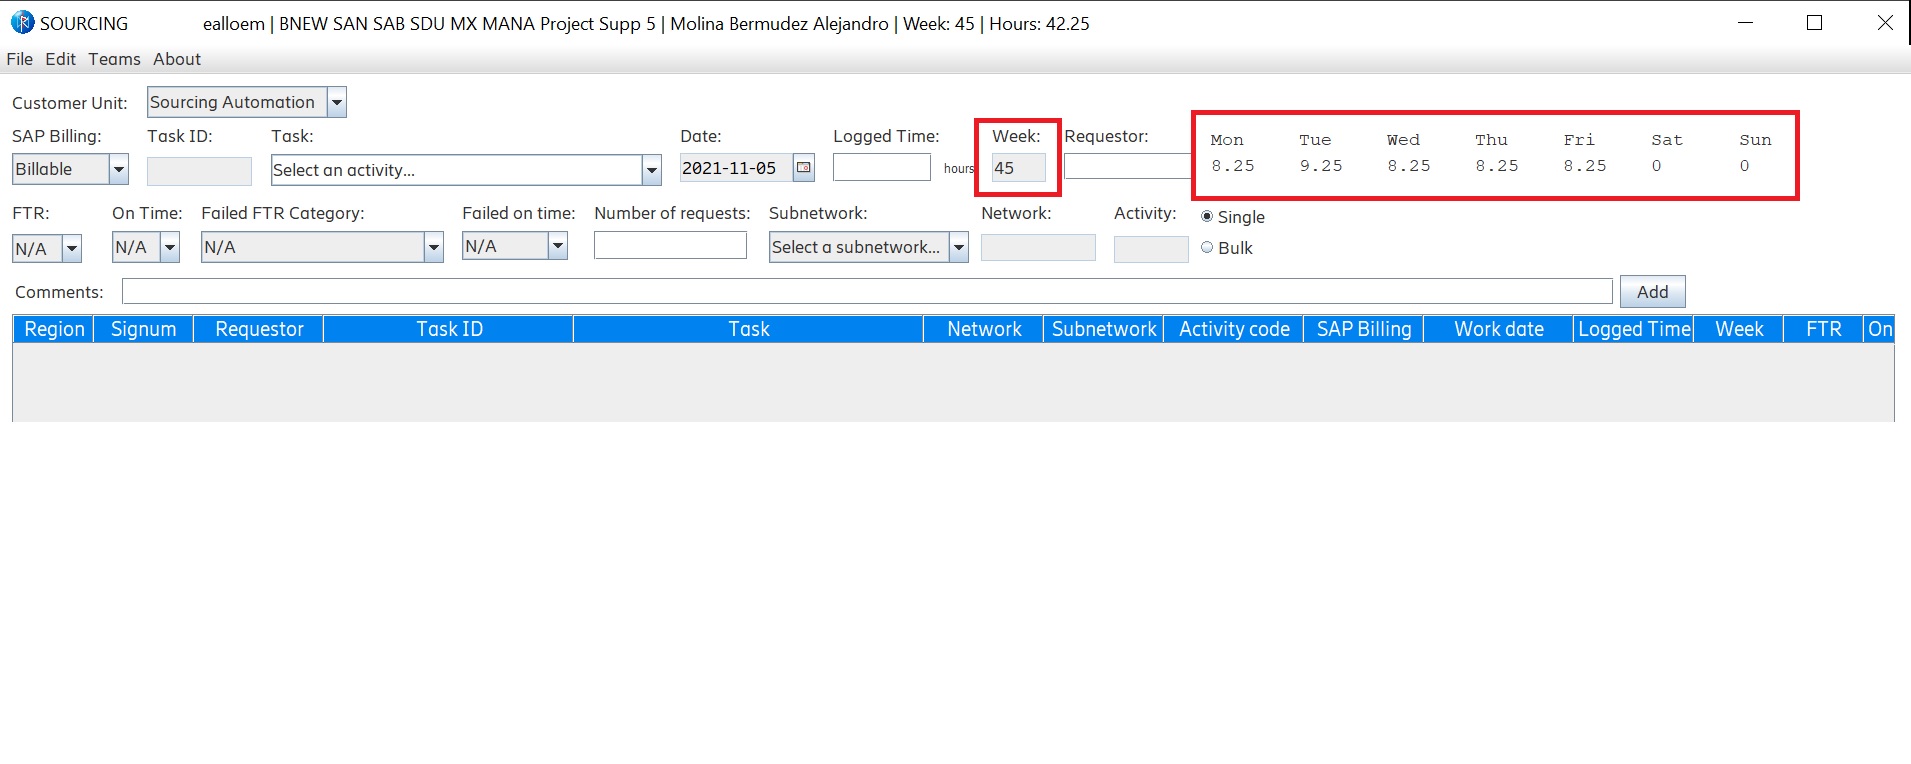 SOURCING ealloem | BNEW SAN SAB SDU MX MANA Project Supp 5 | Molina Bermudez Alejandro | Week: 45 | Hours: 42.25
File Edit Teams About
Customer Unit: Sourcing Automation
SAP Billing: Task ID: Task: Date: Logged Time: Week: Requestor: Mon Tue Wed Thu Fri Sat Sun
Billable Select an activity... 2021-11-05 hours 45 8.25 9.25 8.25 8.25 8.25 0 0
FTR: On Time: Failed FTR Category: Failed on time: Number of requests: Subnetwork: Network: Activity: Single
N/A N/A N/A N/A Select a subnetwork... Bulk
Comments: Add
Region Signum Requestor Task ID Task Network Subnetwork Activity code SAP Billing Work date Logged Time Week FTR On